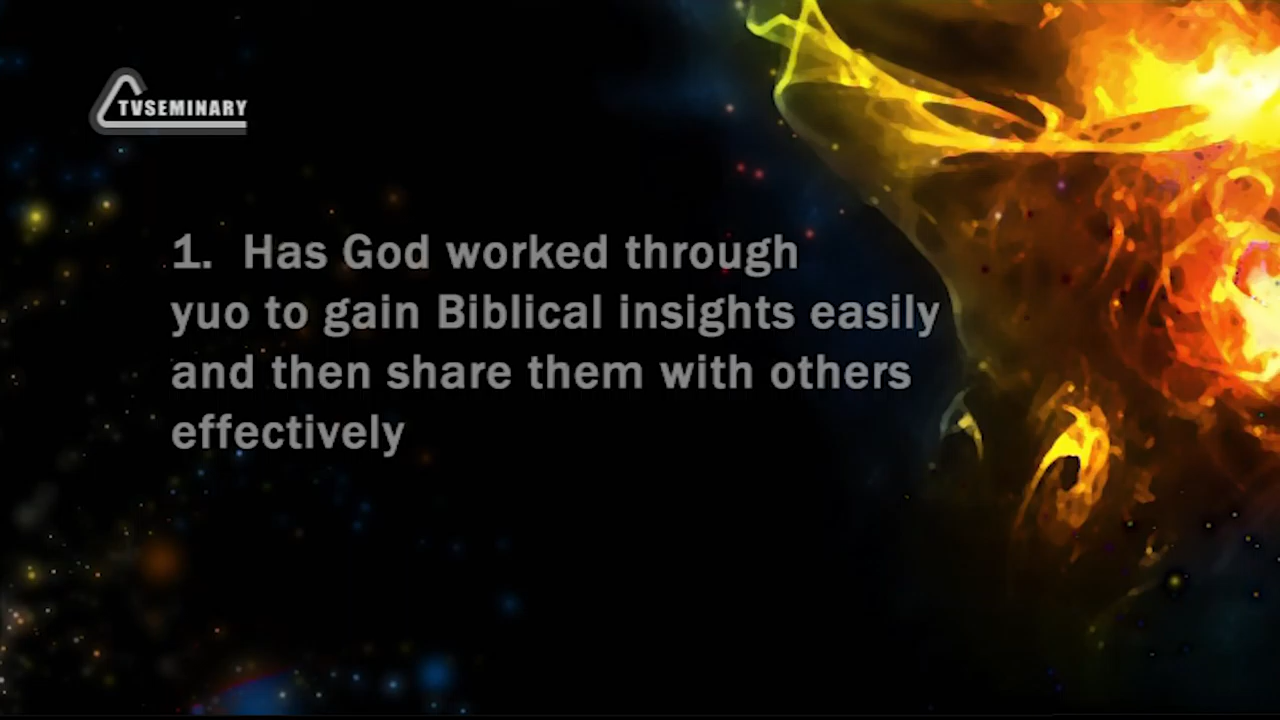 TVSEMINARY
1. Has God worked through
yuo to gain Biblical insights easily
and then share them with others
effectively